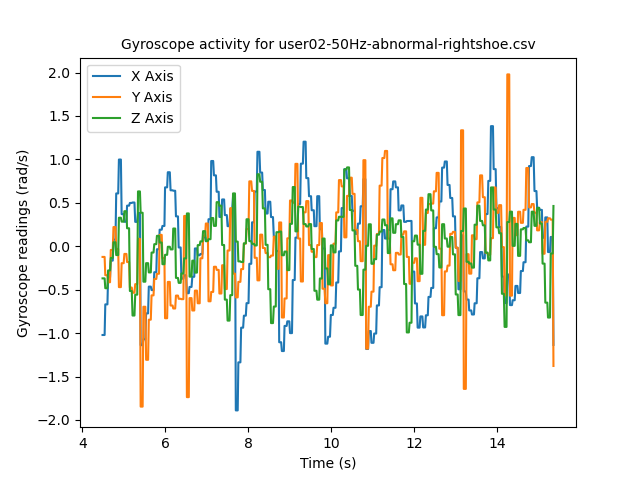 Gyroscope activity for user02-50Hz-abnormal-rightshoe.csv
X Axis
Y Axis
Z Axis
Gyroscope readings (rad/s)
2.0
1.5
1.0
0.5
0.0
−0.5
−1.0
−1.5
−2.0
4 6 8 10 12 14
Time (s)